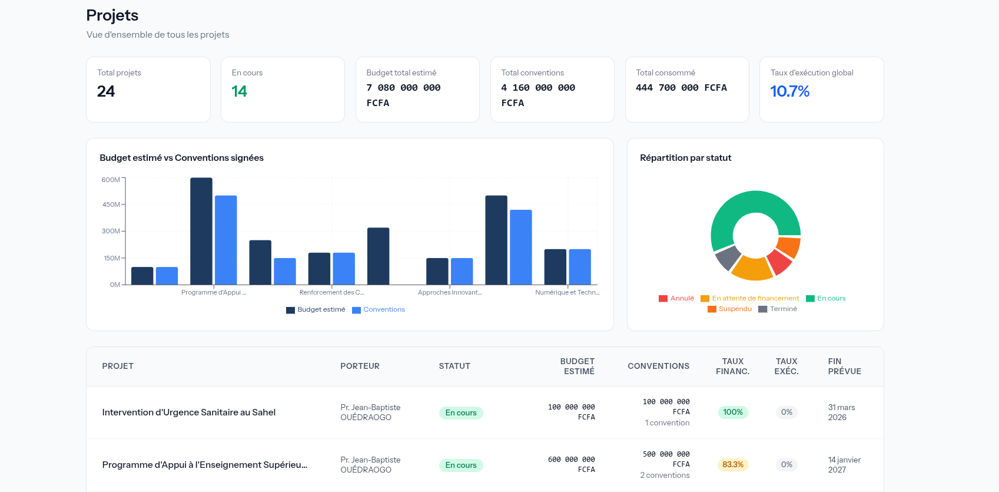 Projets
Vue d'ensemble de tous les projets
Total projets
24
En cours
14
Budget total estimé
7 080 000 000
FCFA
Total conventions
4 160 000 000
FCFA
Total consommé
444 700 000 FCFA
Taux d'exécution global
10.7%
Budget estimé vs Conventions signées
600M
450M
300M
150M
0M
Programme d'Appui ...
Renforcement des C...
Approches Innovant...
Numérique et Techn...
Budget estimé
Conventions
Répartition par statut
Annulé
En attente de financement
En cours
Suspendu
Terminé
PROJET
PORTEUR
STATUT
BUDGET
ESTIMÉ
CONVENTIONS
TAUX
FINANC.
TAUX
EXÉC.
FIN
PRÉVUE
Intervention d'Urgence Sanitaire au Sahel
Pr. Jean-Baptiste
OUÉDRAOGO
En cours
100 000 000
FCFA
100 000 000
FCFA
1 convention
100%
0%
31 mars
2026
Programme d'Appui à l'Enseignement Supérieu...
Pr. Jean-Baptiste
OUÉDRAOGO
En cours
600 000 000
FCFA
500 000 000
FCFA
2 conventions
83.3%
0%
14 janvier
2027